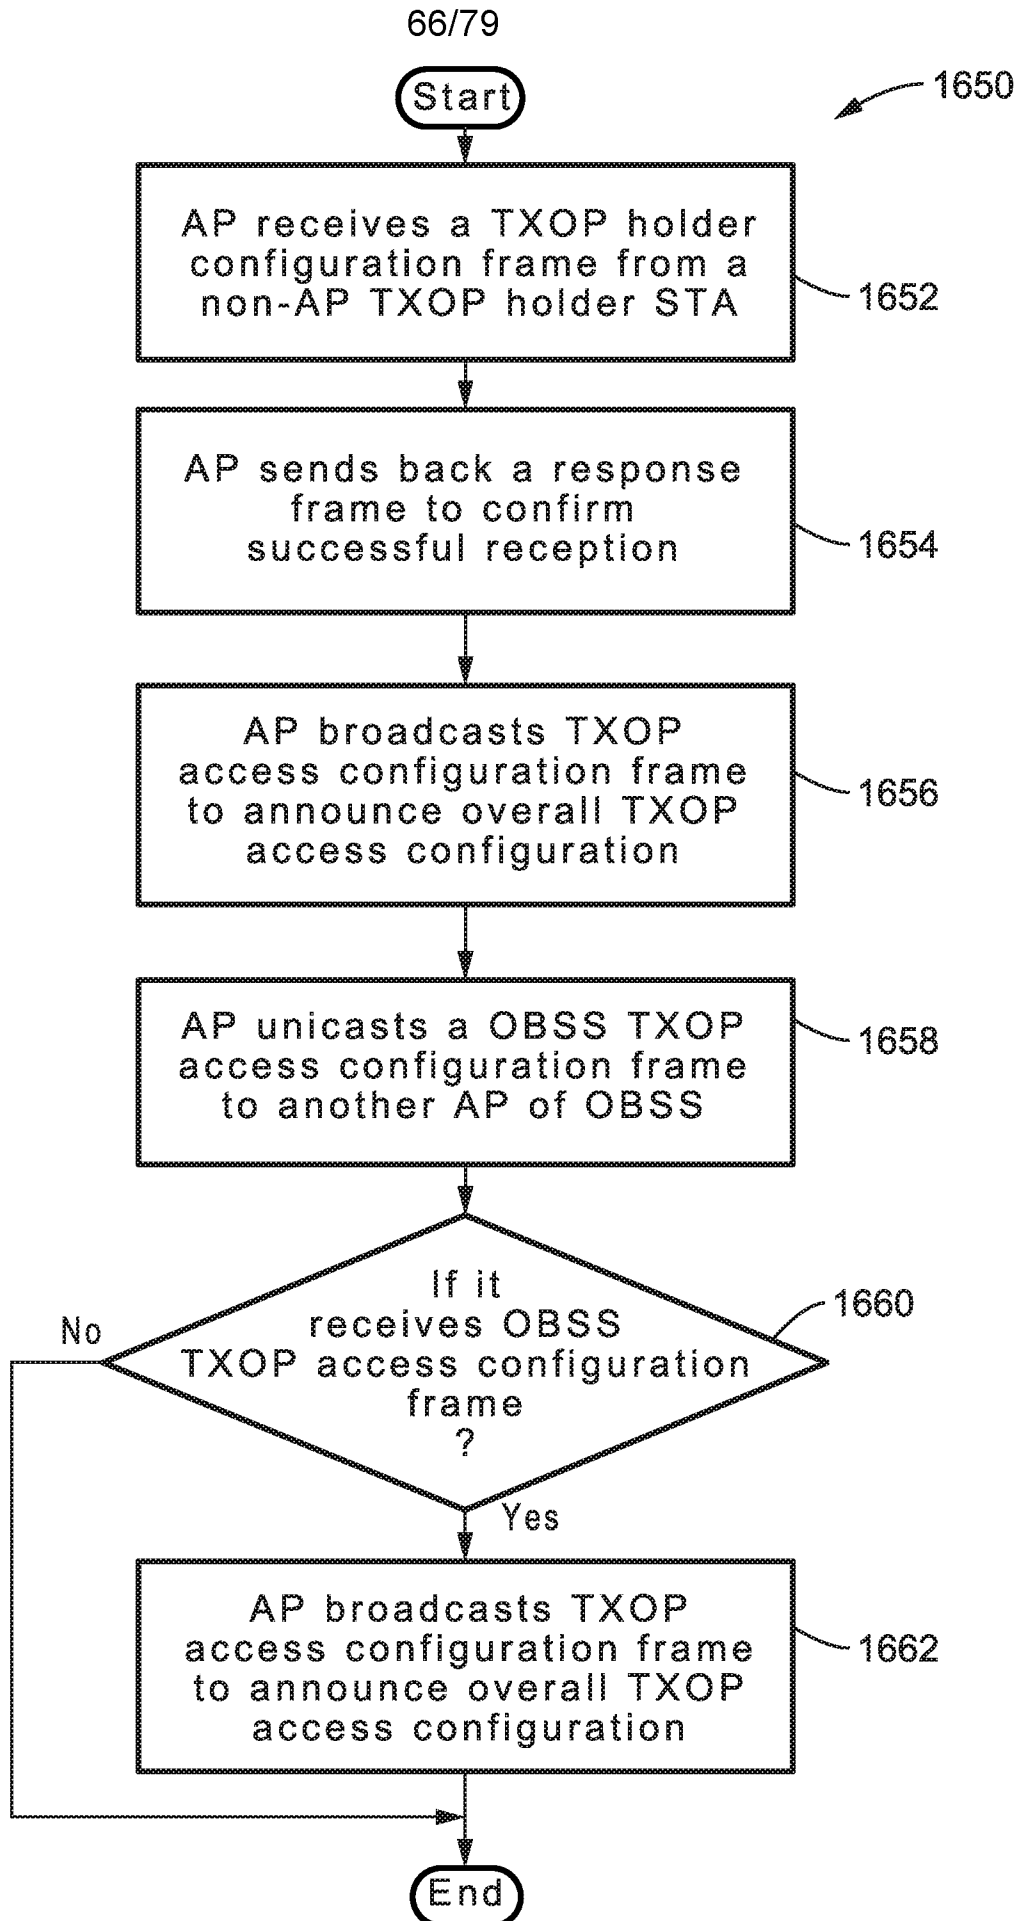 66/79
Start
1650
AP receives a TXOP holder
configuration frame from a
non-AP TXOP holder STA
1652
AP sends back a response
frame to confirm
successful reception
1654
AP broadcasts TXOP
access configuration frame
to announce overall TXOP
access configuration
1656
AP unicasts a OBSS TXOP
access configuration frame
to another AP of OBSS
1658
If it
receives OBSS
TXOP access configuration
frame
?
1660
No
Yes
AP broadcasts TXOP
access configuration frame
to announce overall TXOP
access configuration
1662
End